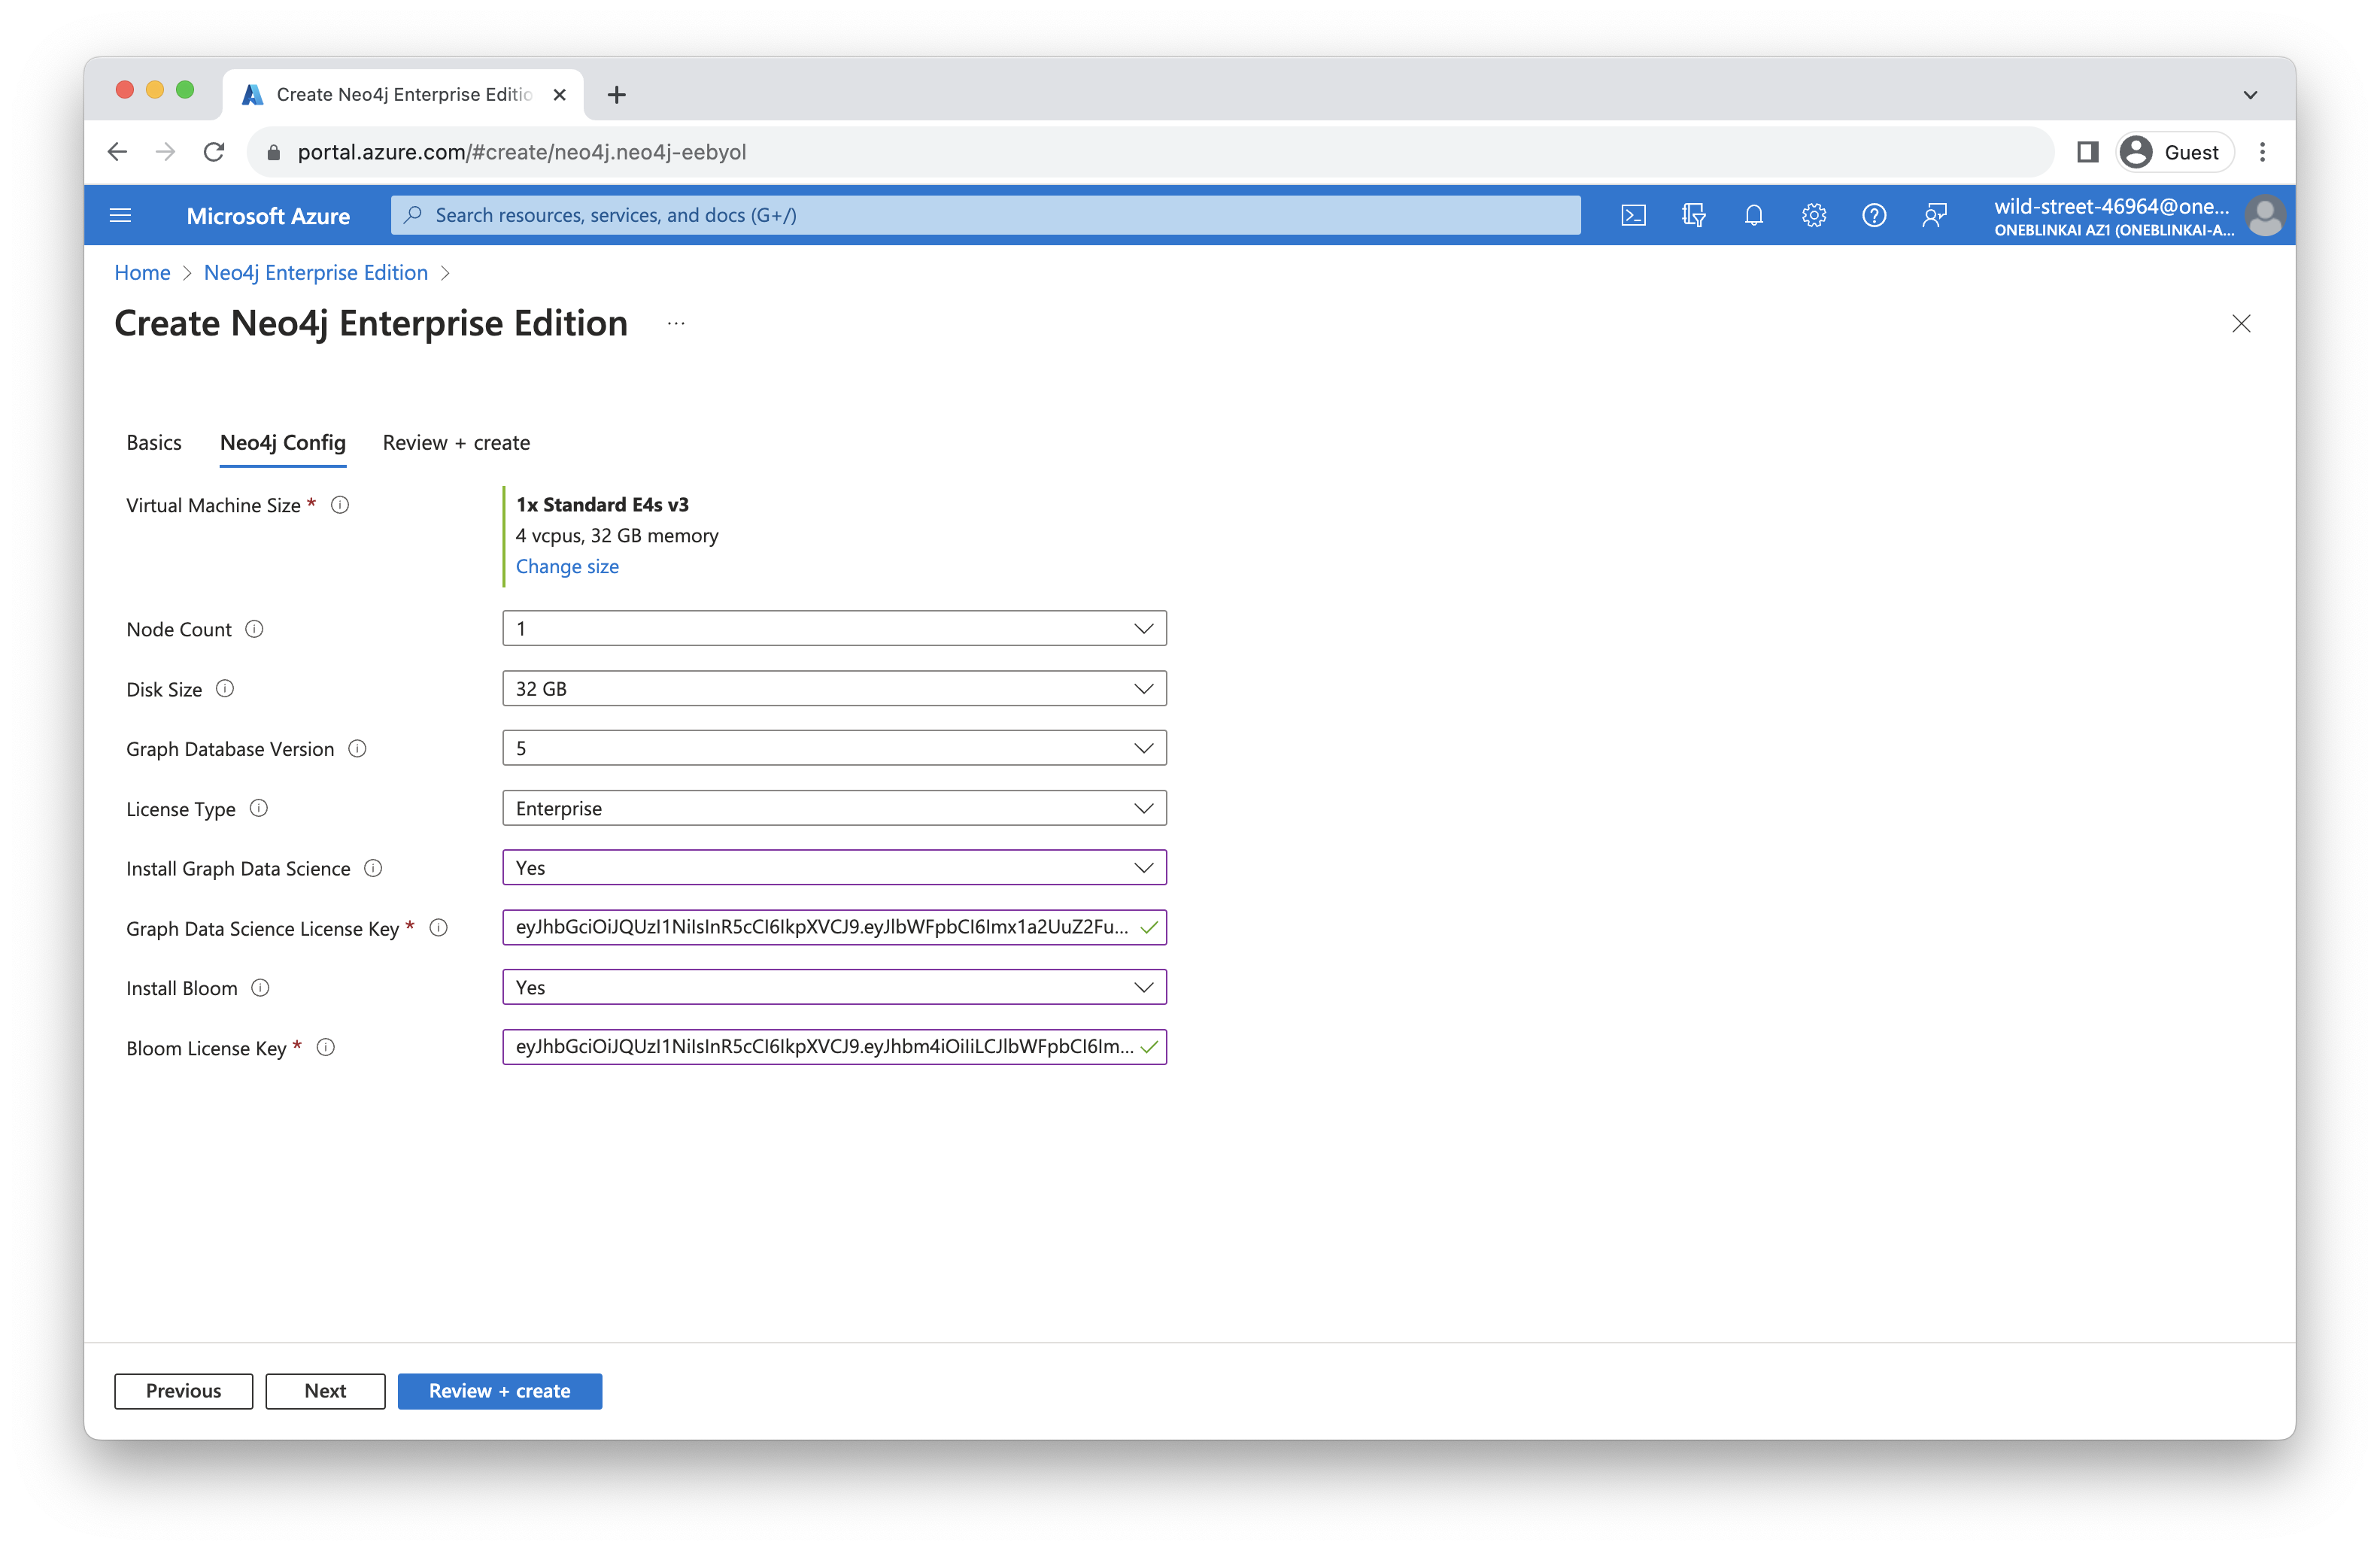 Create Neo4j Enterprise Editio
portal.azure.com/#create/neo4j.neo4j-eebyol
Guest
Microsoft Azure
Search resources, services, and docs (G+/)
wild-street-46964@one...
ONEBLINKAI AZ1 (ONEBLINKAI-A...
Home > Neo4j Enterprise Edition >
Create Neo4j Enterprise Edition ...
Basics Neo4j Config Review + create
Virtual Machine Size *
1x Standard E4s v3
4 vcpus, 32 GB memory
Change size
Node Count 1
Disk Size 32 GB
Graph Database Version 5
License Type Enterprise
Install Graph Data Science Yes
Graph Data Science License Key * eyJhbGciOiJQUzI1NiIsInR5cCI6IkpXVCJ9.eyJlbWFpbCI6Imx1a2UuZ2Fu...
Install Bloom Yes
Bloom License Key * eyJhbGciOiJQUzI1NiIsInR5cCI6IkpXVCJ9.eyJhbm4iOiIiLCJlbWFpbCI6Im...
Previous Next Review + create